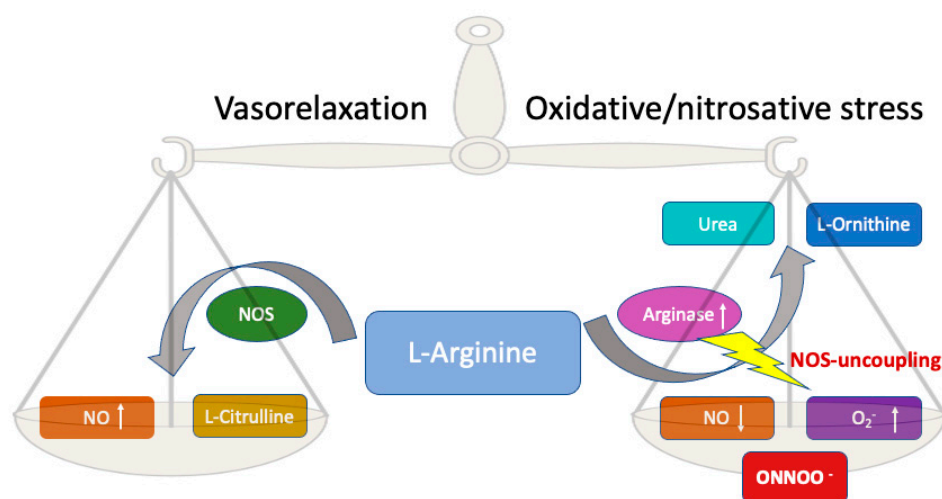 Vasorelaxation
Oxidative/nitrosative stress
Urea
L-Ornithine
NOS
Arginase ↑
L-Arginine
NOS-uncoupling
NO ↑
L-Citrulline
NO ↓
O₂⁻ ↑
ONNOO ⁻